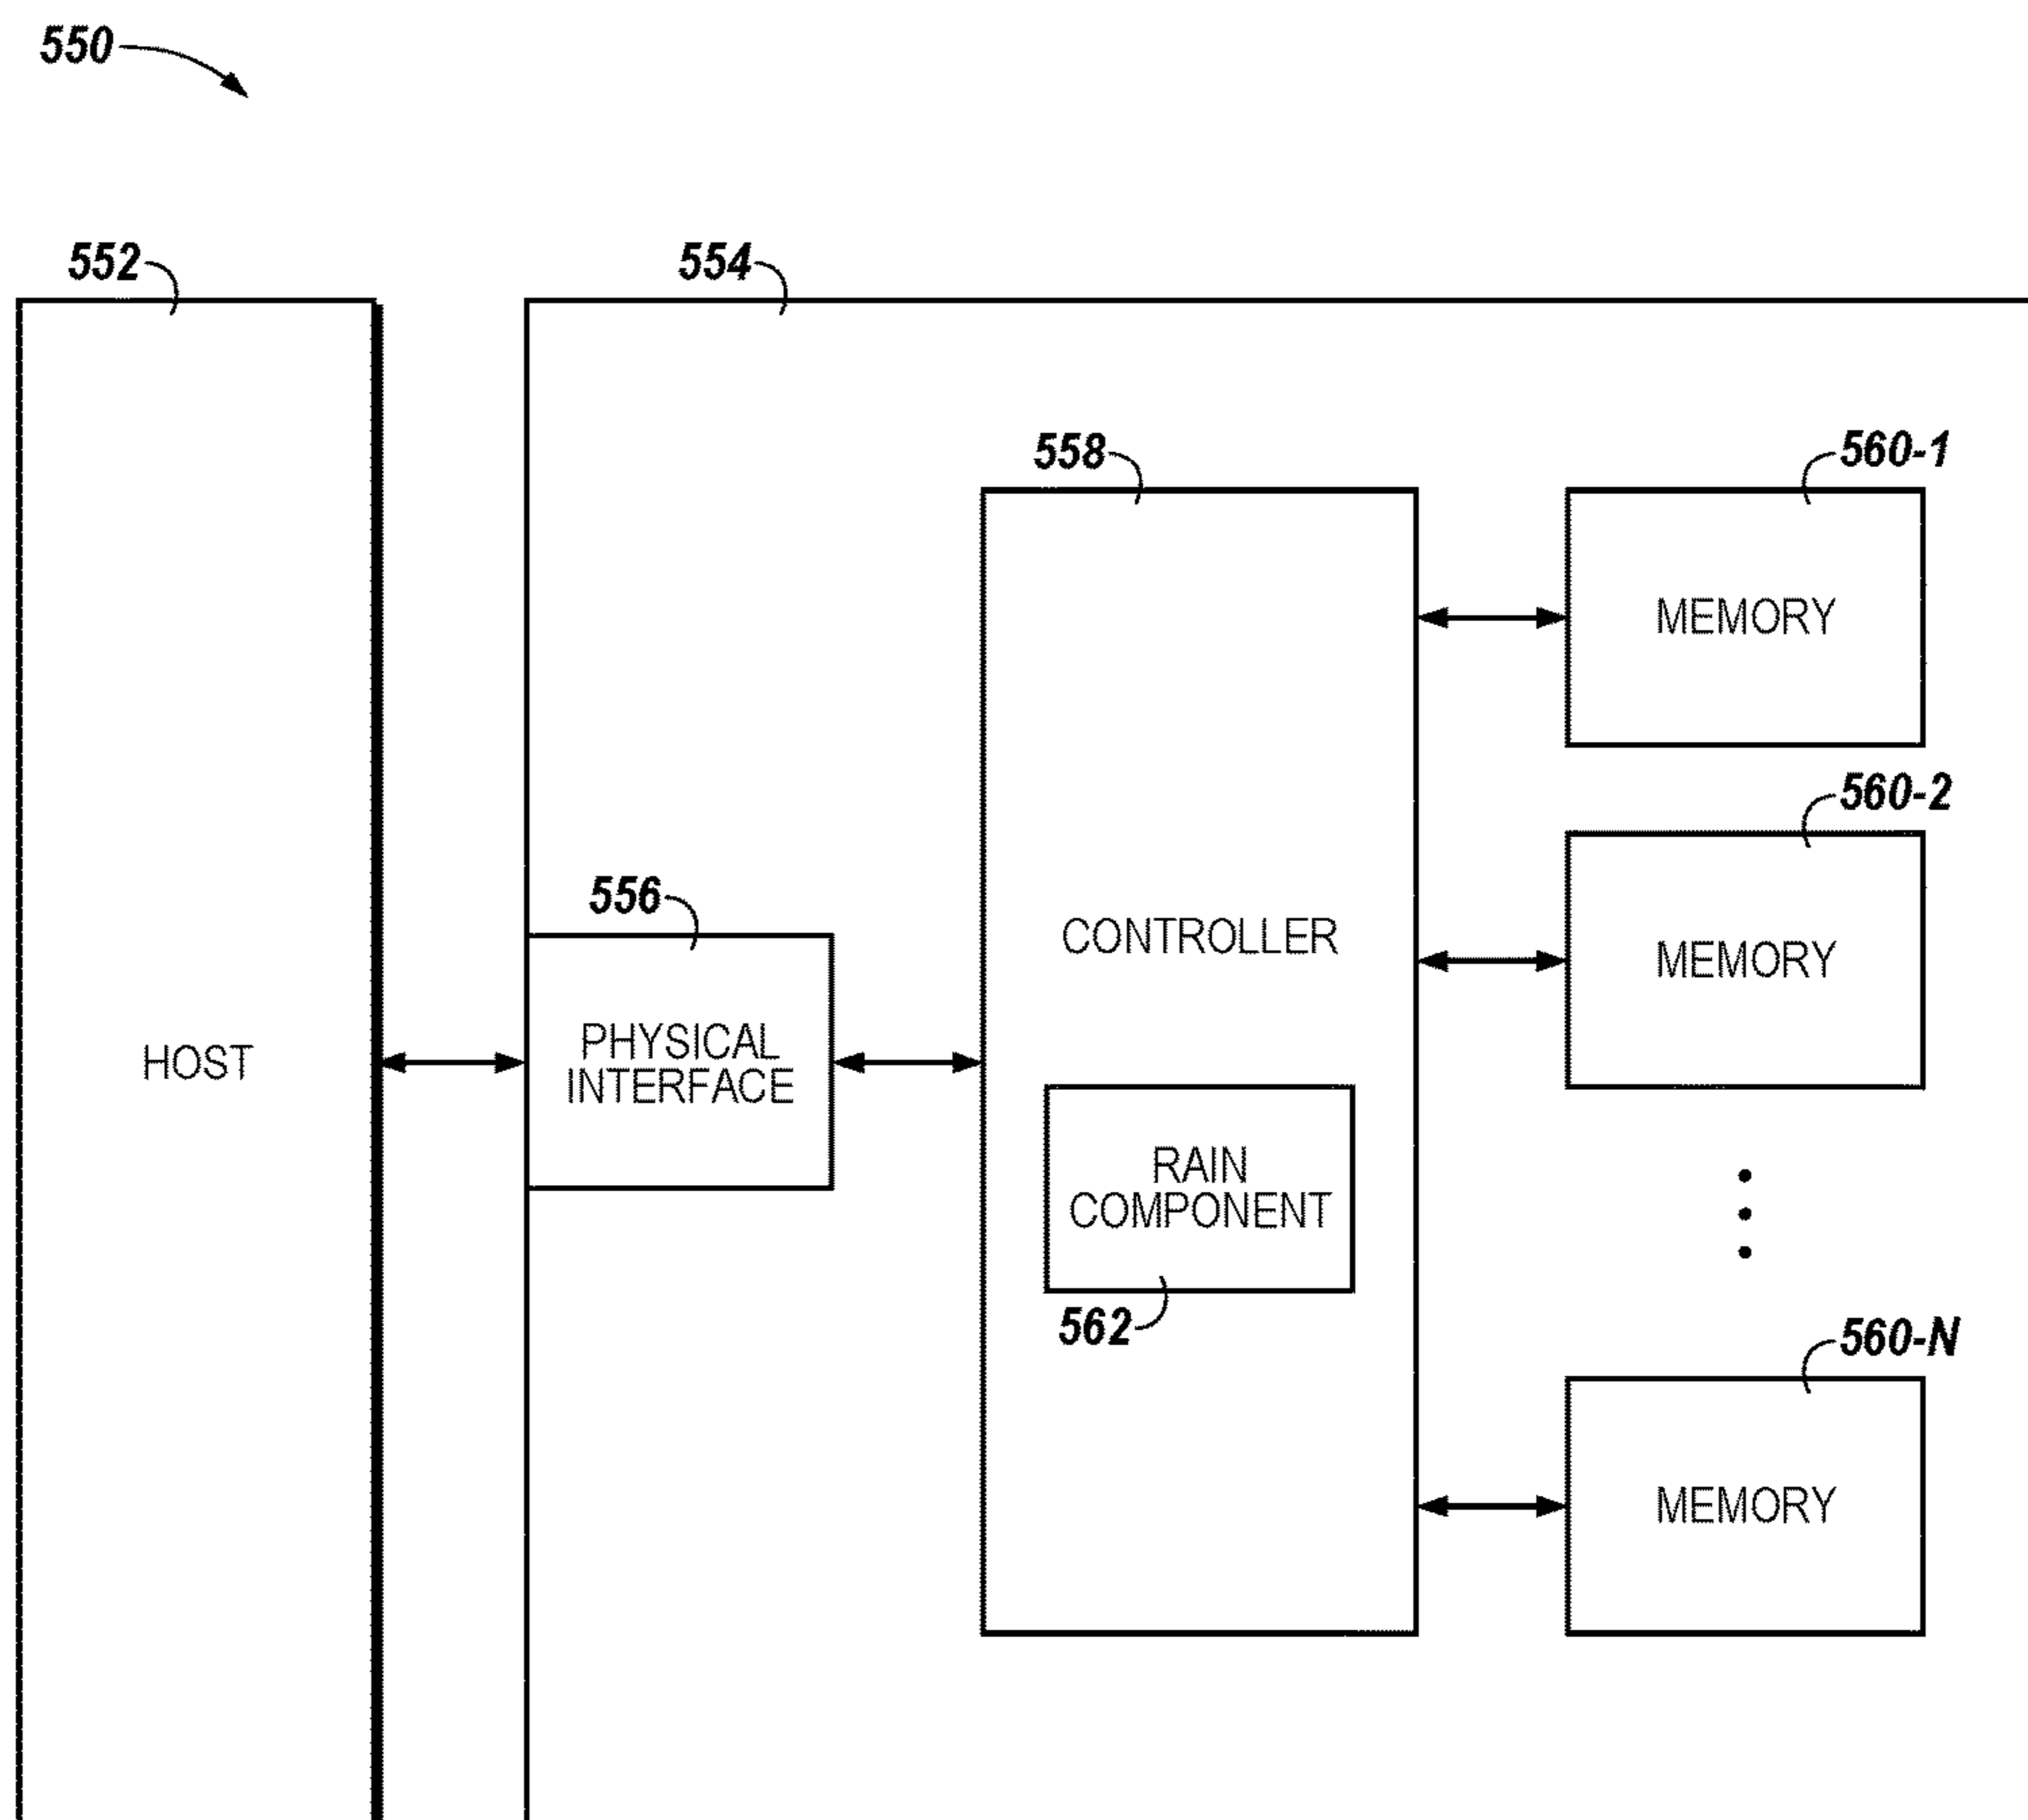 550
552
554
558
560-1
MEMORY
560-2
556
CONTROLLER
MEMORY
HOST
PHYSICAL
INTERFACE
RAIN
COMPONENT
562
560-N
MEMORY